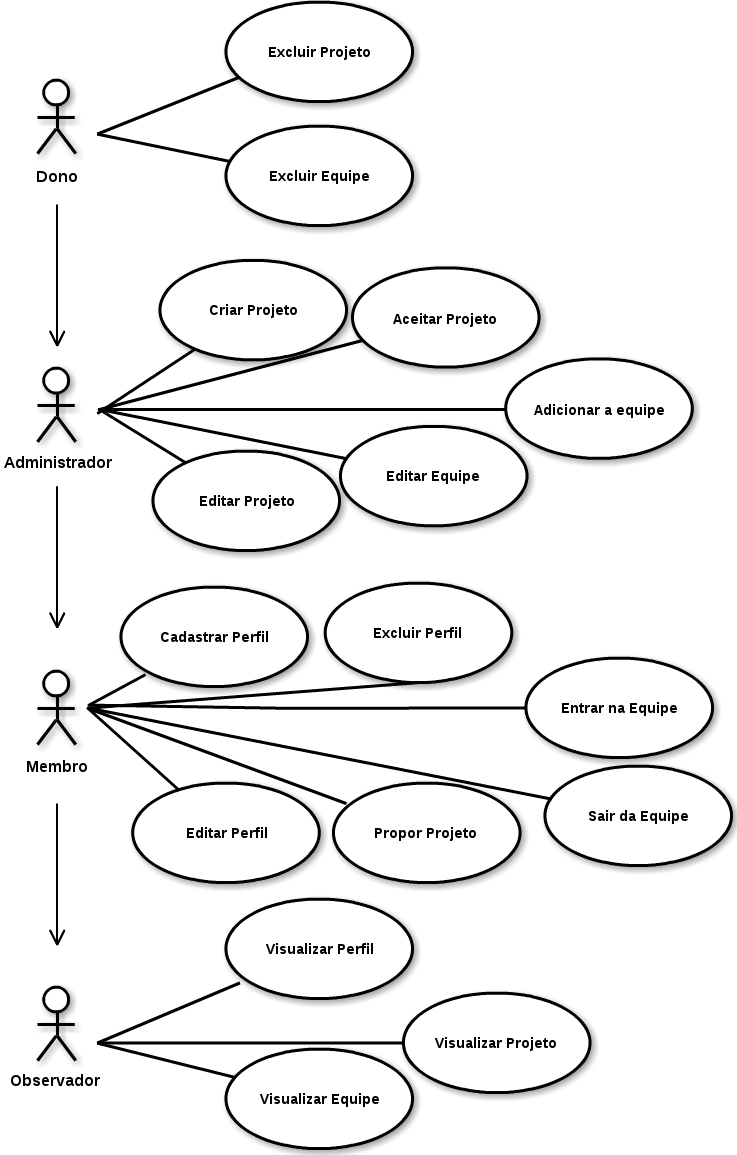 Excluir Projeto
Dono
Excluir Equipe
Criar Projeto
Aceitar Projeto
Adicionar a equipe
Administrador
Editar Equipe
Editar Projeto
Cadastrar Perfil
Excluir Perfil
Entrar na Equipe
Membro
Sair da Equipe
Editar Perfil
Propor Projeto
Visualizar Perfil
Visualizar Projeto
Observador
Visualizar Equipe